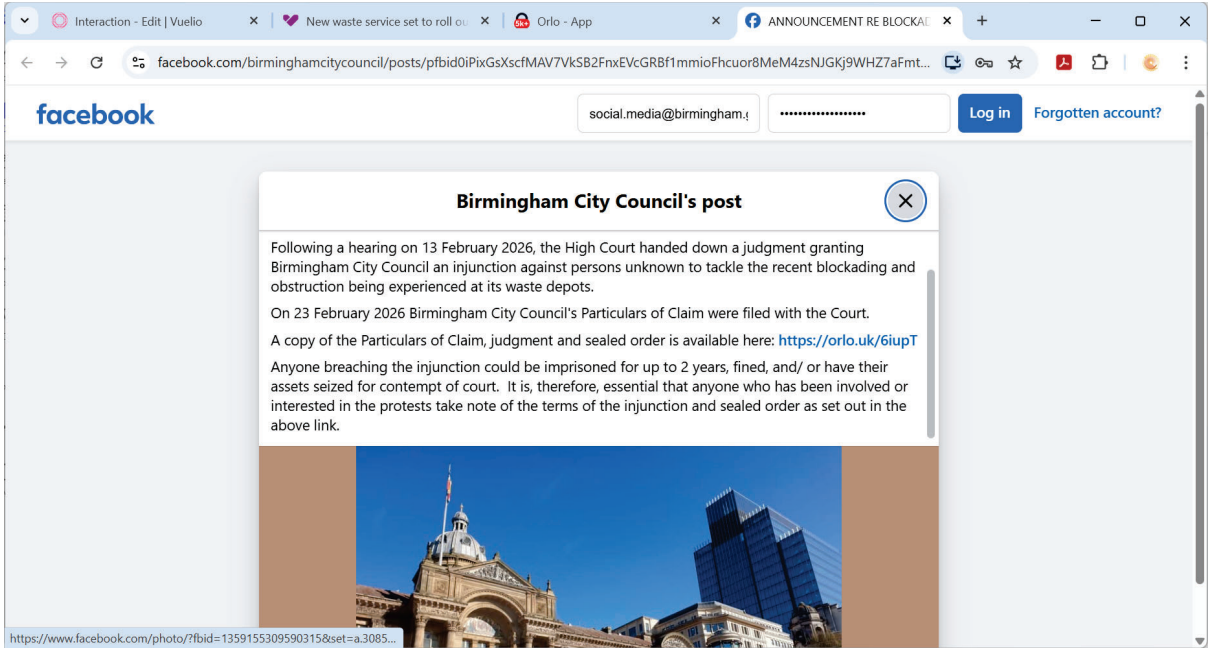 Interaction - Edit | Vuelio
New waste service set to roll ou
5k+
Orlo - App
ANNOUNCEMENT RE BLOCKAD
facebook.com/birminghamcitycouncil/posts/pfbid0iPixGsXscfMAV7VkSB2FnxEVcGRBf1mmioFhcuor8MeM4zsNJGKj9WHZ7aFmt...
facebook
social.media@birmingham.g
Log in
Forgotten account?
Birmingham City Council's post
Following a hearing on 13 February 2026, the High Court handed down a judgment granting
Birmingham City Council an injunction against persons unknown to tackle the recent blockading and
obstruction being experienced at its waste depots.
On 23 February 2026 Birmingham City Council's Particulars of Claim were filed with the Court.
A copy of the Particulars of Claim, judgment and sealed order is available here: https://orlo.uk/6iupT
Anyone breaching the injunction could be imprisoned for up to 2 years, fined, and/ or have their
assets seized for contempt of court.  It is, therefore, essential that anyone who has been involved or
interested in the protests take note of the terms of the injunction and sealed order as set out in the
above link.
https://www.facebook.com/photo/?fbid=1359155309590315&set=a.3085...